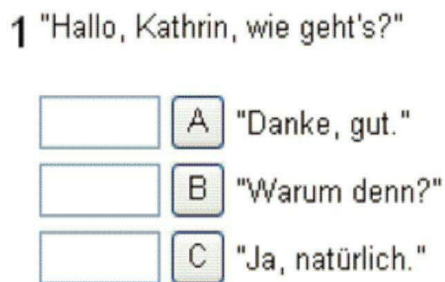 1 "Hallo, Kathrin, wie geht's?"
A "Danke, gut."
B "Warum denn?"
C "Ja, natürlich."